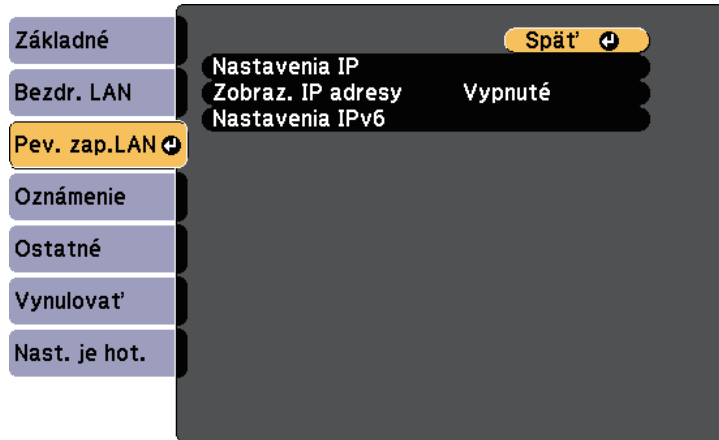 Základné
Bezdr. LAN
Pev. zap.LAN
Oznámenie
Ostatné
Vynulovať
Nast. je hot.
Späť
Nastavenia IP
Zobraz. IP adresy Vypnuté
Nastavenia IPv6